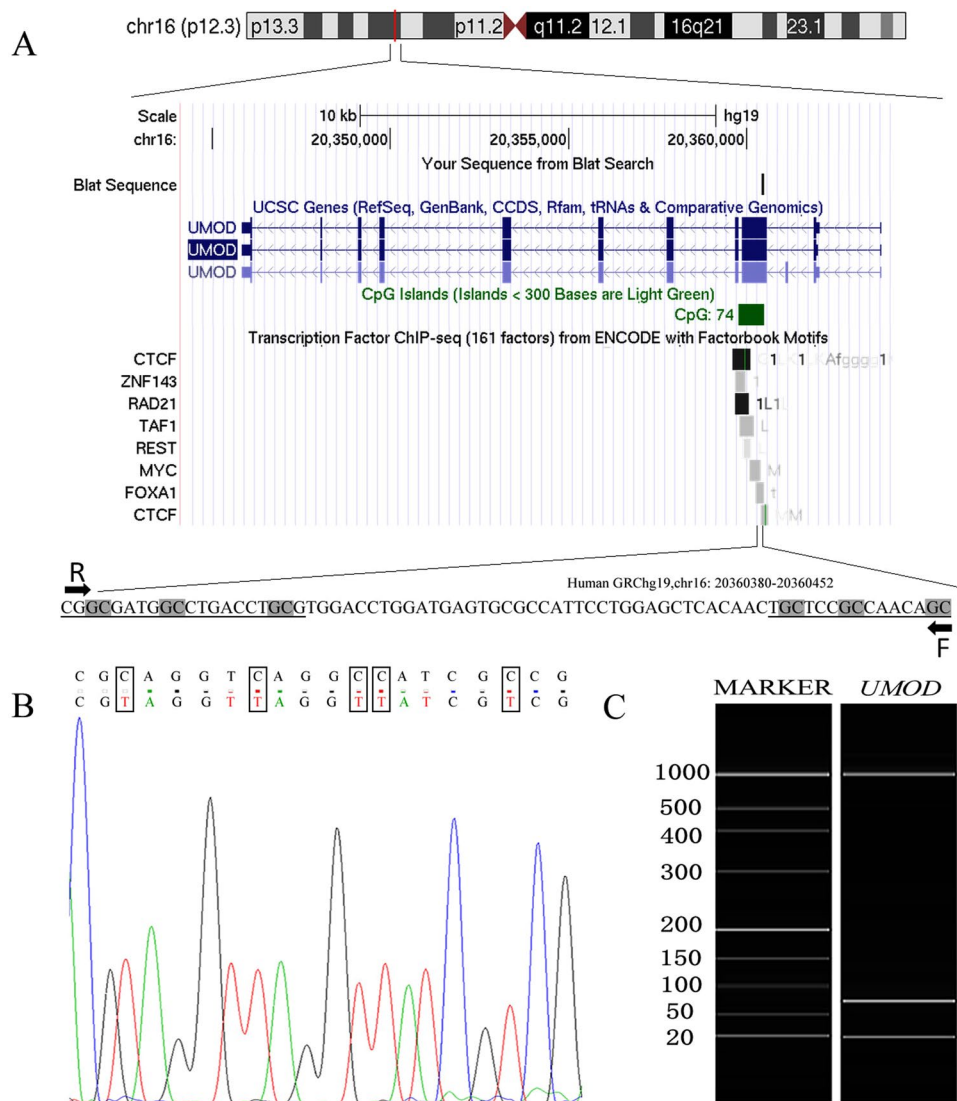 A
chr16 (p12.3) p13.3 p11.2 q11.2 12.1 16q21 23.1
Scale 10 kb hg19
chr16: 20,350,000 20,355,000 20,360,000
Your Sequence from Blat Search
Blat Sequence
UCSC Genes (RefSeq, GenBank, CCDS, Rfam, tRNAs & Comparative Genomics)
UMOD
UMOD
UMOD
CpG Islands (Islands < 300 Bases are Light Green)
CpG: 74
Transcription Factor ChIP-seq (161 factors) from ENCODE with Factorbook Motifs
CTCF
ZNF143
RAD21 1L1
TAF1 L
REST
MYC M
FOXA1 t
CTCF M
R
Human GRChg19,chr16: 20360380-20360452
CGGCGATGGCCTGACCTGCGTGGACCTGGATGAGTGCGCCATTCCTGGAGCTCACAACTGCTCCGCCAACAGC
F
B
C G C A G G T C A G G C C A T C G C C G
C G T A G G T T A G G T T A T C G T C G
C
MARKER UMOD
1000
500
400
300
200
150
100
50
20